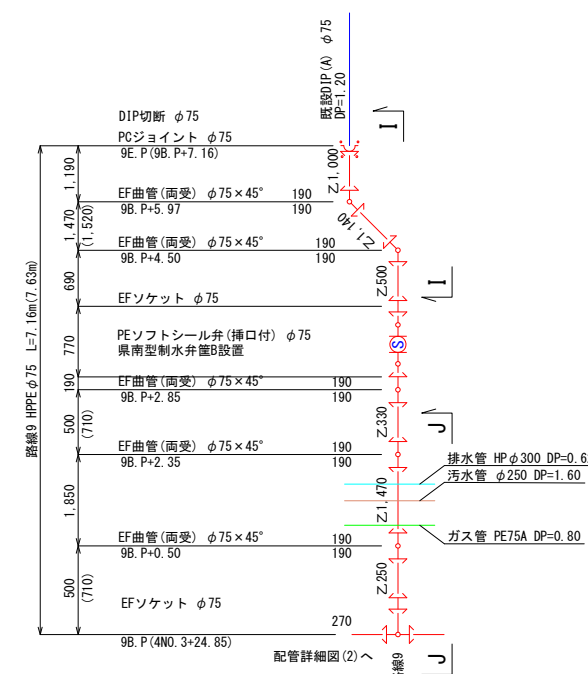 既設DIP(A) φ75
DP=1.20
I
DIP切断 φ75
PCジョイント φ75
9E.P(9B.P+7.16)
1,190
Z1,000
EF曲管(両受) φ75×45°
190
9B.P+5.97
190
1,470
(1,520)
Z1,140
EF曲管(両受) φ75×45°
190
9B.P+4.50
190
690
Z500
I
EFソケット φ75
770
PEソフトシール弁(挿口付) φ75
県南型制水弁筐B設置
S
190
EF曲管(両受) φ75×45°
190
9B.P+2.85
190
500
(710)
Z330
J
路線9 HPPEφ75 L=7.16m(7.63m)
EF曲管(両受) φ75×45°
190
9B.P+2.35
190
排水管 HPφ300 DP=0.6
汚水管 φ250 DP=1.60
1,850
Z1,470
ガス管 PE75A DP=0.80
EF曲管(両受) φ75×45°
190
9B.P+0.50
190
500
(710)
Z250
EFソケット φ75
270
9B.P(4NO.3+24.85)
配管詳細図(2)へ
線9
J